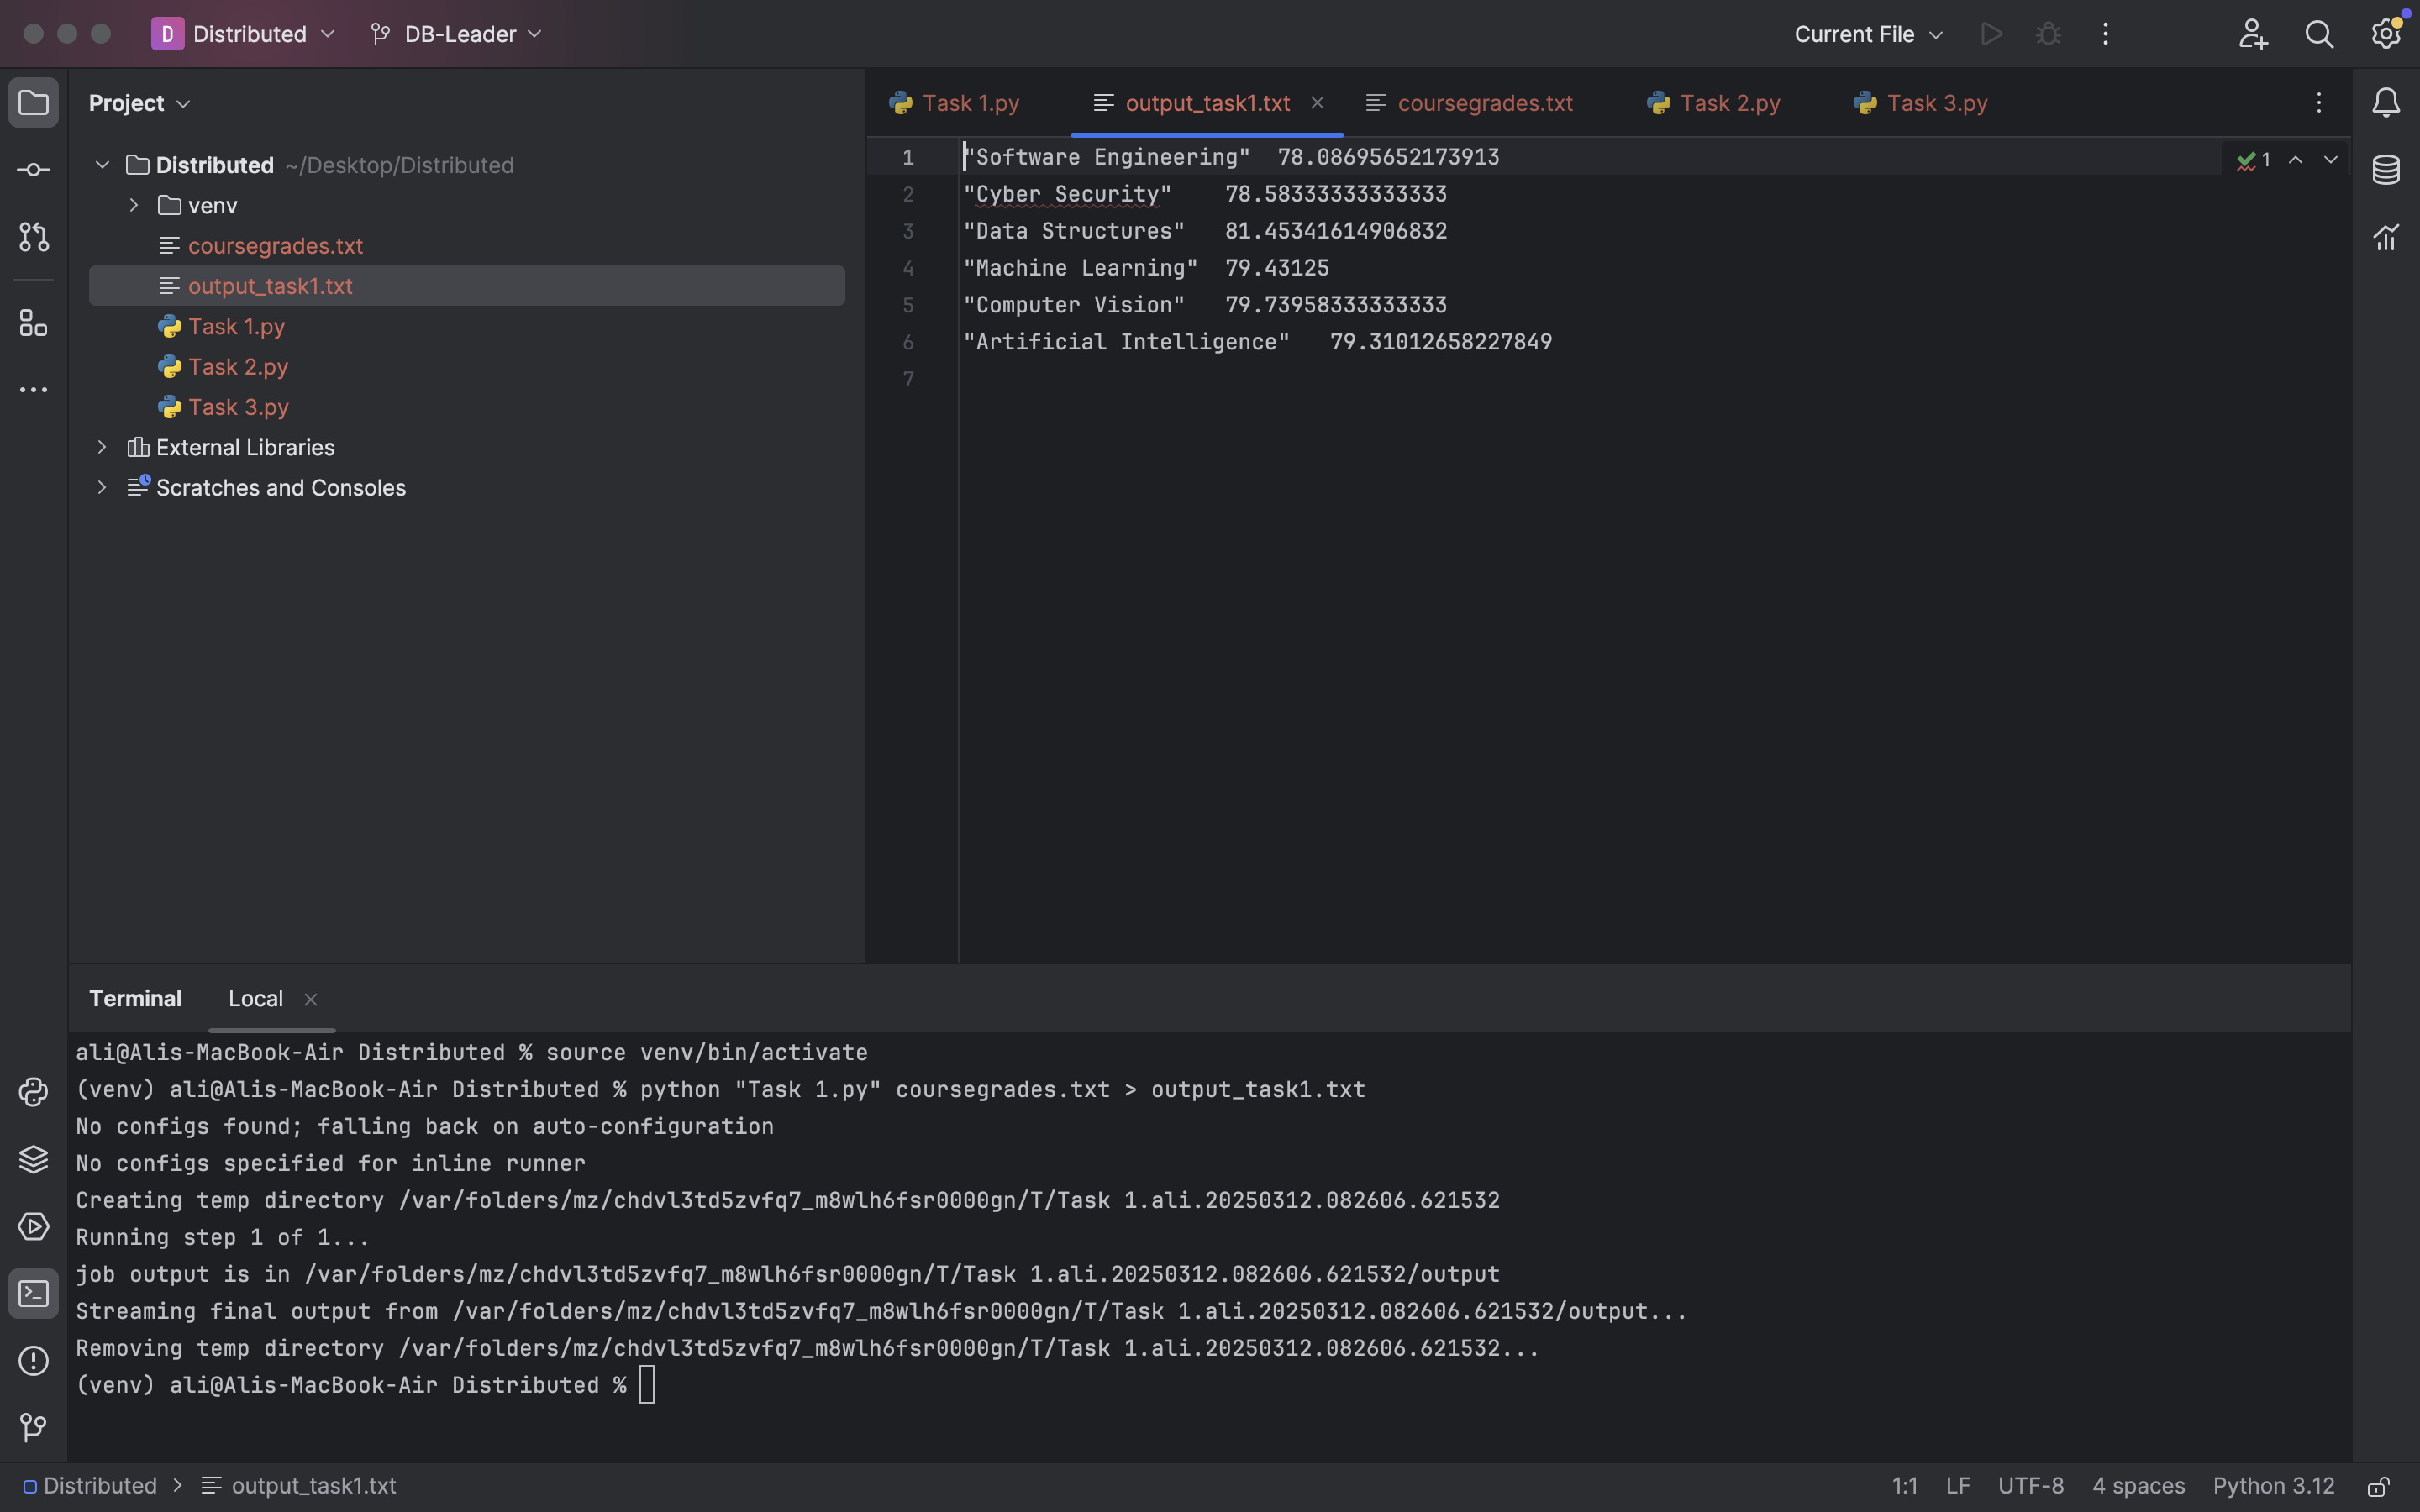 D Distributed DB-Leader Current File
Project
Distributed ~/Desktop/Distributed
venv
coursegrades.txt
output_task1.txt
Task 1.py
Task 2.py
Task 3.py
External Libraries
Scratches and Consoles
Task 1.py output_task1.txt coursegrades.txt Task 2.py Task 3.py
1 "Software Engineering" 78.08695652173913
2 "Cyber Security" 78.58333333333333
3 "Data Structures" 81.45341614906832
4 "Machine Learning" 79.43125
5 "Computer Vision" 79.73958333333333
6 "Artificial Intelligence" 79.31012658227849
7
1
Terminal Local
ali@Alis-MacBook-Air Distributed % source venv/bin/activate
(venv) ali@Alis-MacBook-Air Distributed % python "Task 1.py" coursegrades.txt > output_task1.txt
No configs found; falling back on auto-configuration
No configs specified for inline runner
Creating temp directory /var/folders/mz/chdvl3td5zvfq7_m8wlh6fsr0000gn/T/Task 1.ali.20250312.082606.621532
Running step 1 of 1...
job output is in /var/folders/mz/chdvl3td5zvfq7_m8wlh6fsr0000gn/T/Task 1.ali.20250312.082606.621532/output
Streaming final output from /var/folders/mz/chdvl3td5zvfq7_m8wlh6fsr0000gn/T/Task 1.ali.20250312.082606.621532/output...
Removing temp directory /var/folders/mz/chdvl3td5zvfq7_m8wlh6fsr0000gn/T/Task 1.ali.20250312.082606.621532...
(venv) ali@Alis-MacBook-Air Distributed %
Distributed > output_task1.txt 1:1 LF UTF-8 4 spaces Python 3.12